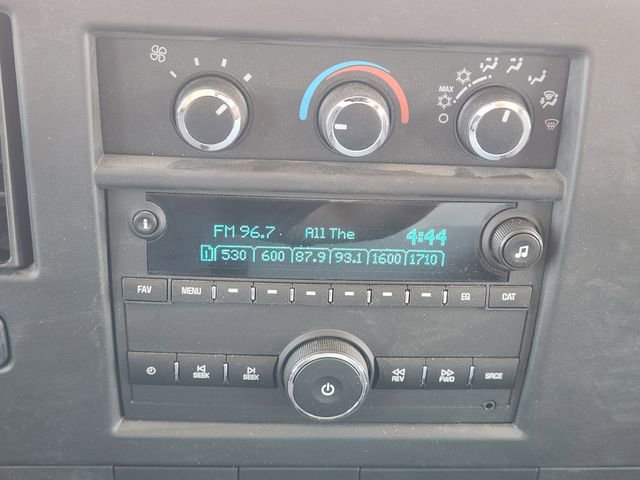 MAX
FM 96.7 All The 4:44
1 530 600 87.9 93.1 1600 1710
FAV MENU EQ CAT
SEEK SEEK REV FWD SRCE